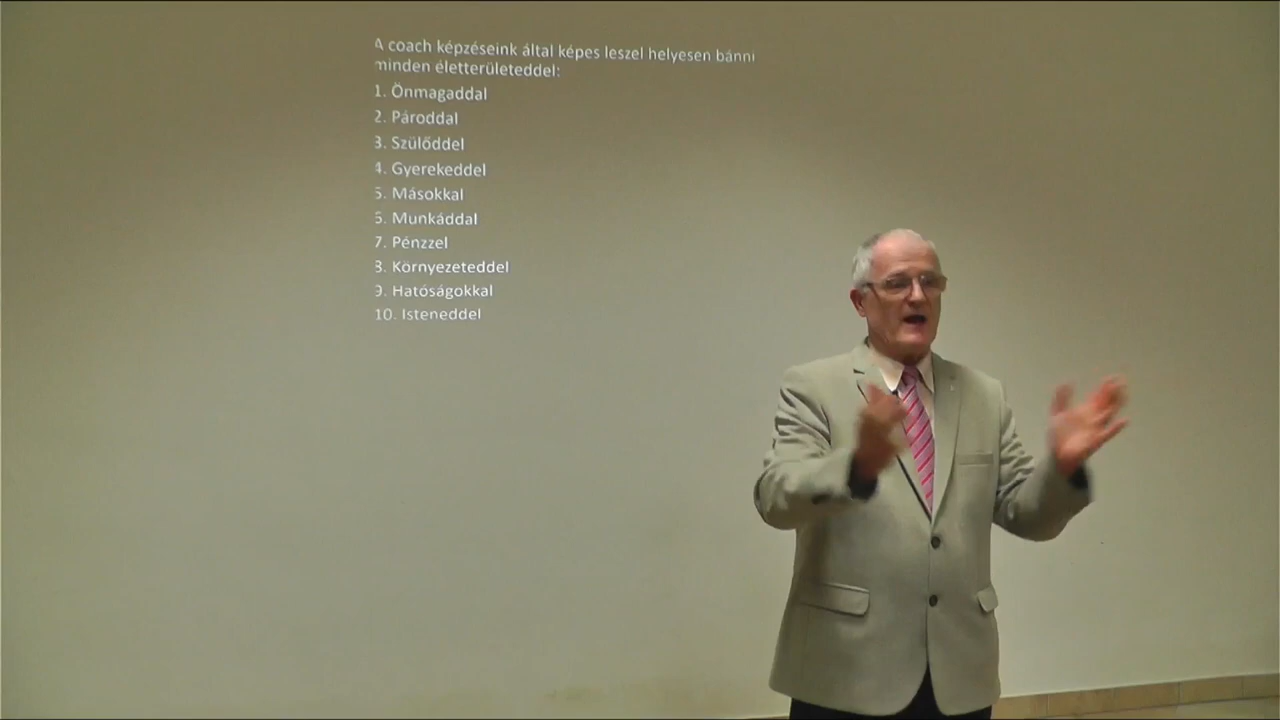 A coach képzéseink által képes leszel helyesen bánni
minden életterületeddel:
1. Önmagaddal
2. Pároddal
3. Szülőddel
4. Gyerekeddel
5. Másokkal
6. Munkáddal
7. Pénzzel
8. Környezeteddel
9. Hatóságokkal
10. Isteneddel